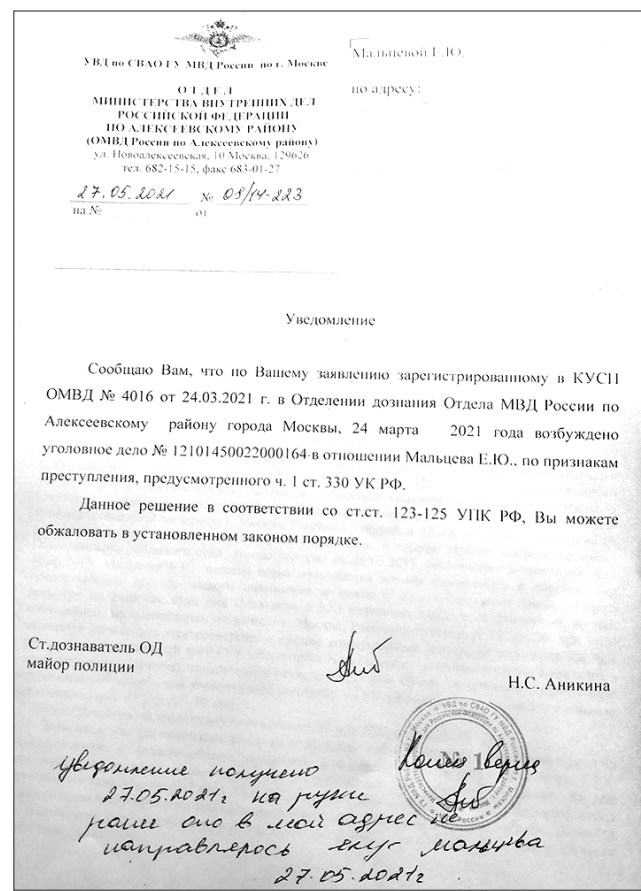 УВД по СВАО ГУ МВД России по г. Москве
О Т Д Е Л
МИНИСТЕРСТВА ВНУТРЕННИХ ДЕЛ
РОССИЙСКОЙ ФЕДЕРАЦИИ
ПО АЛЕКСЕЕВСКОМУ РАЙОНУ
(ОМВД России по Алексеевскому району)
ул. Новоалексеевская, 10 Москва, 129626
тел. 682-15-15, факс 683-01-27
27.05.2021 № 08/14-223
на № от
Мальцевой Е.Ю.
по адресу:
Уведомление
Сообщаю Вам, что по Вашему заявлению зарегистрированному в КУСП
ОМВД № 4016 от 24.03.2021 г. в Отделении дознания Отдела МВД России по
Алексеевскому району города Москвы, 24 марта 2021 года возбуждено
уголовное дело № 12101450022000164 в отношении Мальцева Е.Ю., по признакам
преступления, предусмотренного ч. 1 ст. 330 УК РФ.
Данное решение в соответствии со ст.ст. 123-125 УПК РФ, Вы можете
обжаловать в установленном законом порядке.
Ст.дознаватель ОД
майор полиции
Н.С. Аникина
№ 1
Копия верна
уведомление получено
27.05.2021г на руки
ранее оно в мой адрес не
направлялось
27.05.2021г